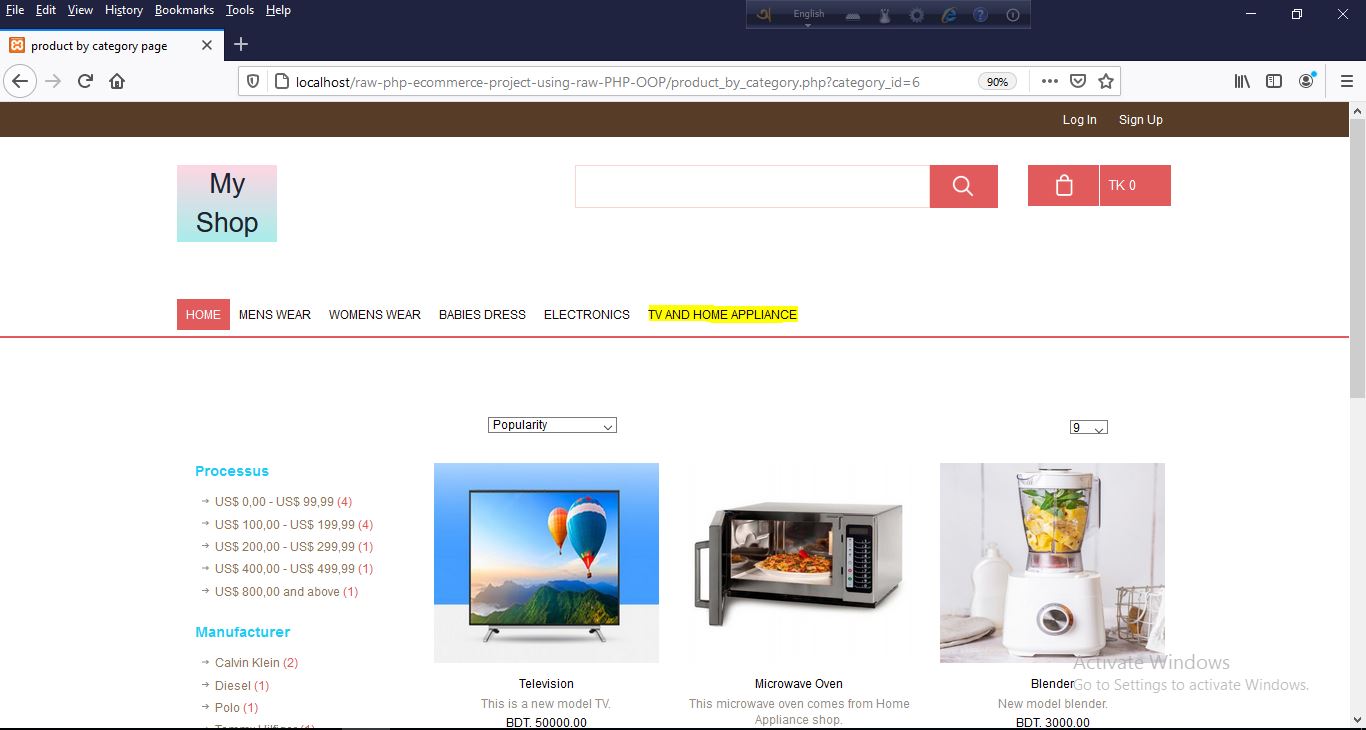 File Edit View History Bookmarks Tools Help
English
product by category page
localhost/raw-php-ecommerce-project-using-raw-PHP-OOP/product_by_category.php?category_id=6
90%
Log In Sign Up
My
Shop
TK 0
HOME MENS WEAR WOMENS WEAR BABIES DRESS ELECTRONICS TV AND HOME APPLIANCE
Popularity
9
Processus
US$ 0,00 - US$ 99,99 (4)
US$ 100,00 - US$ 199,99 (4)
US$ 200,00 - US$ 299,99 (1)
US$ 400,00 - US$ 499,99 (1)
US$ 800,00 and above (1)
Manufacturer
Calvin Klein (2)
Diesel (1)
Polo (1)
Television
This is a new model TV.
BDT. 50000.00
Microwave Oven
This microwave oven comes from Home
Appliance shop.
Blender
New model blender.
BDT. 3000.00
Activate Windows
Go to Settings to activate Windows.